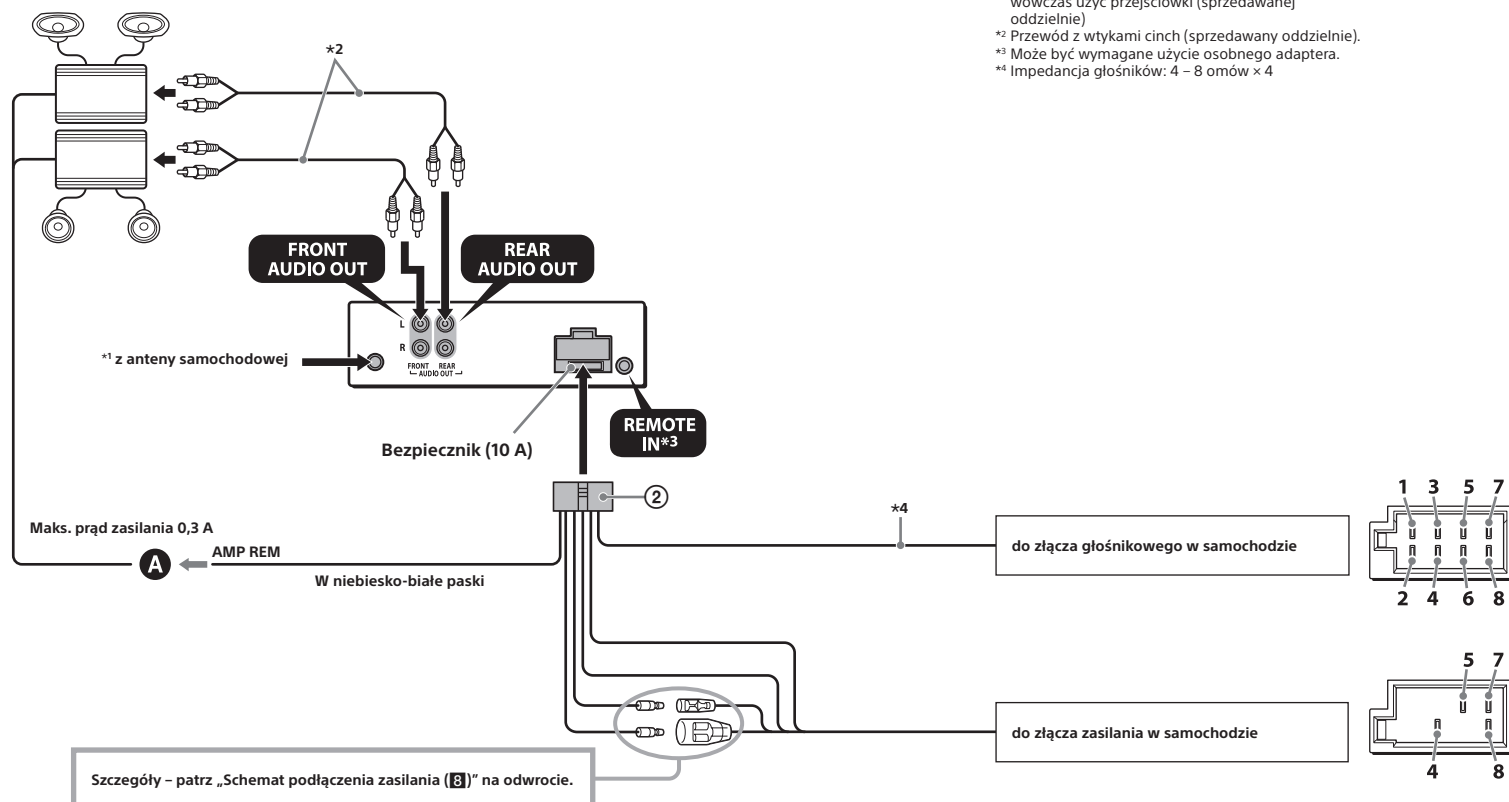 wówczas użyć przejściówki (sprzedawanej
oddzielnie)
*2 Przewód z wtykami cinch (sprzedawany oddzielnie).
*3 Może być wymagane użycie osobnego adaptera.
*4 Impedancja głośników: 4 – 8 omów × 4
*2
FRONT
AUDIO OUT
REAR
AUDIO OUT
L
R
FRONT REAR
AUDIO OUT
*1 z anteny samochodowej
REMOTE
IN*3
Bezpiecznik (10 A)
2
*4
Maks. prąd zasilania 0,3 A
A
AMP REM
W niebiesko-białe paski
do złącza głośnikowego w samochodzie
1 3 5 7
2 4 6 8
do złącza zasilania w samochodzie
5 7
4 8
Szczegóły – patrz „Schemat podłączenia zasilania (8)” na odwrocie.